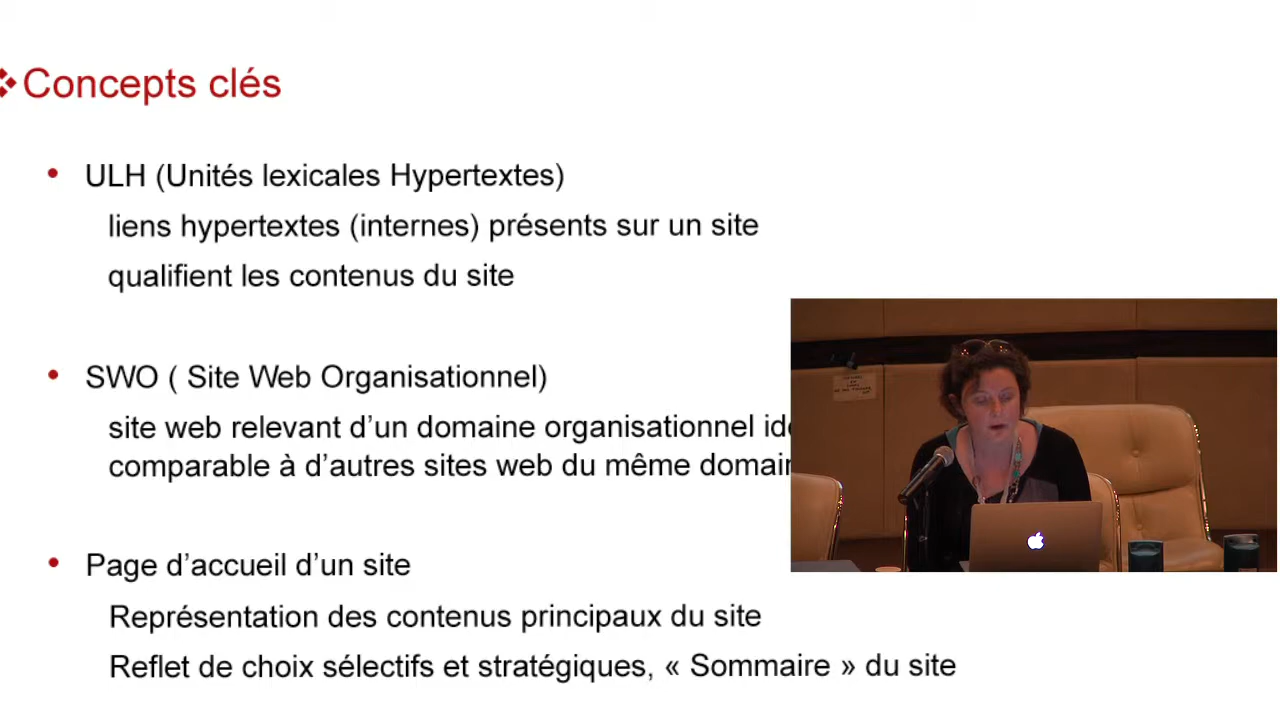 Concepts clés
ULH (Unités lexicales Hypertextes)
liens hypertextes (internes) présents sur un site
qualifient les contenus du site
SWO ( Site Web Organisationnel)
site web relevant d’un domaine organisationnel
comparable à d’autres sites web du même
Page d’accueil d’un site
Représentation des contenus principaux du site
Reflet de choix sélectifs et stratégiques, « Sommaire » du site